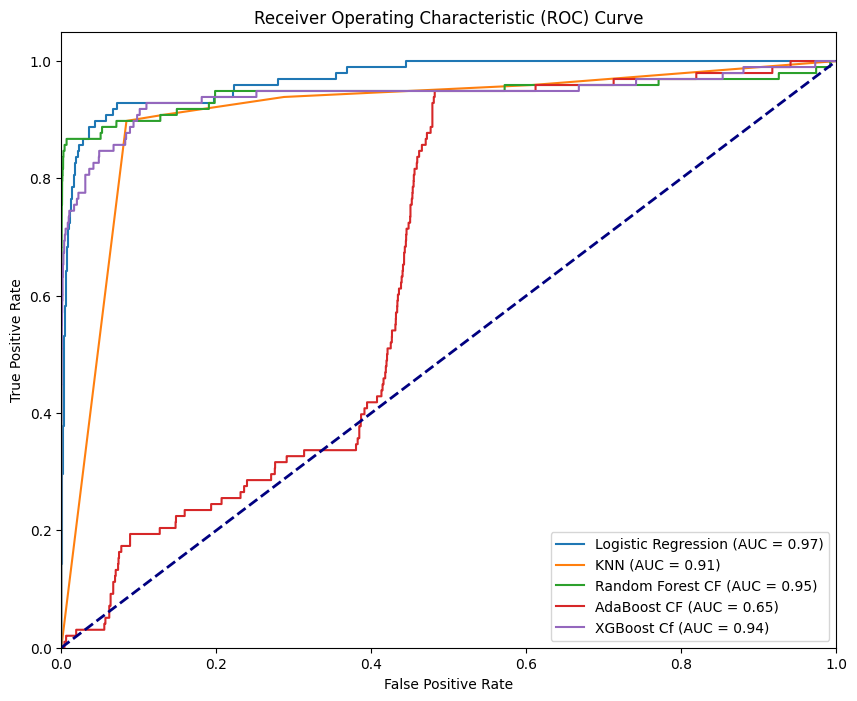 Receiver Operating Characteristic (ROC) Curve
True Positive Rate
1.0
0.8
0.6
0.4
0.2
0.0
Logistic Regression (AUC = 0.97)
KNN (AUC = 0.91)
Random Forest CF (AUC = 0.95)
AdaBoost CF (AUC = 0.65)
XGBoost Cf (AUC = 0.94)
0.0 0.2 0.4 0.6 0.8 1.0
False Positive Rate